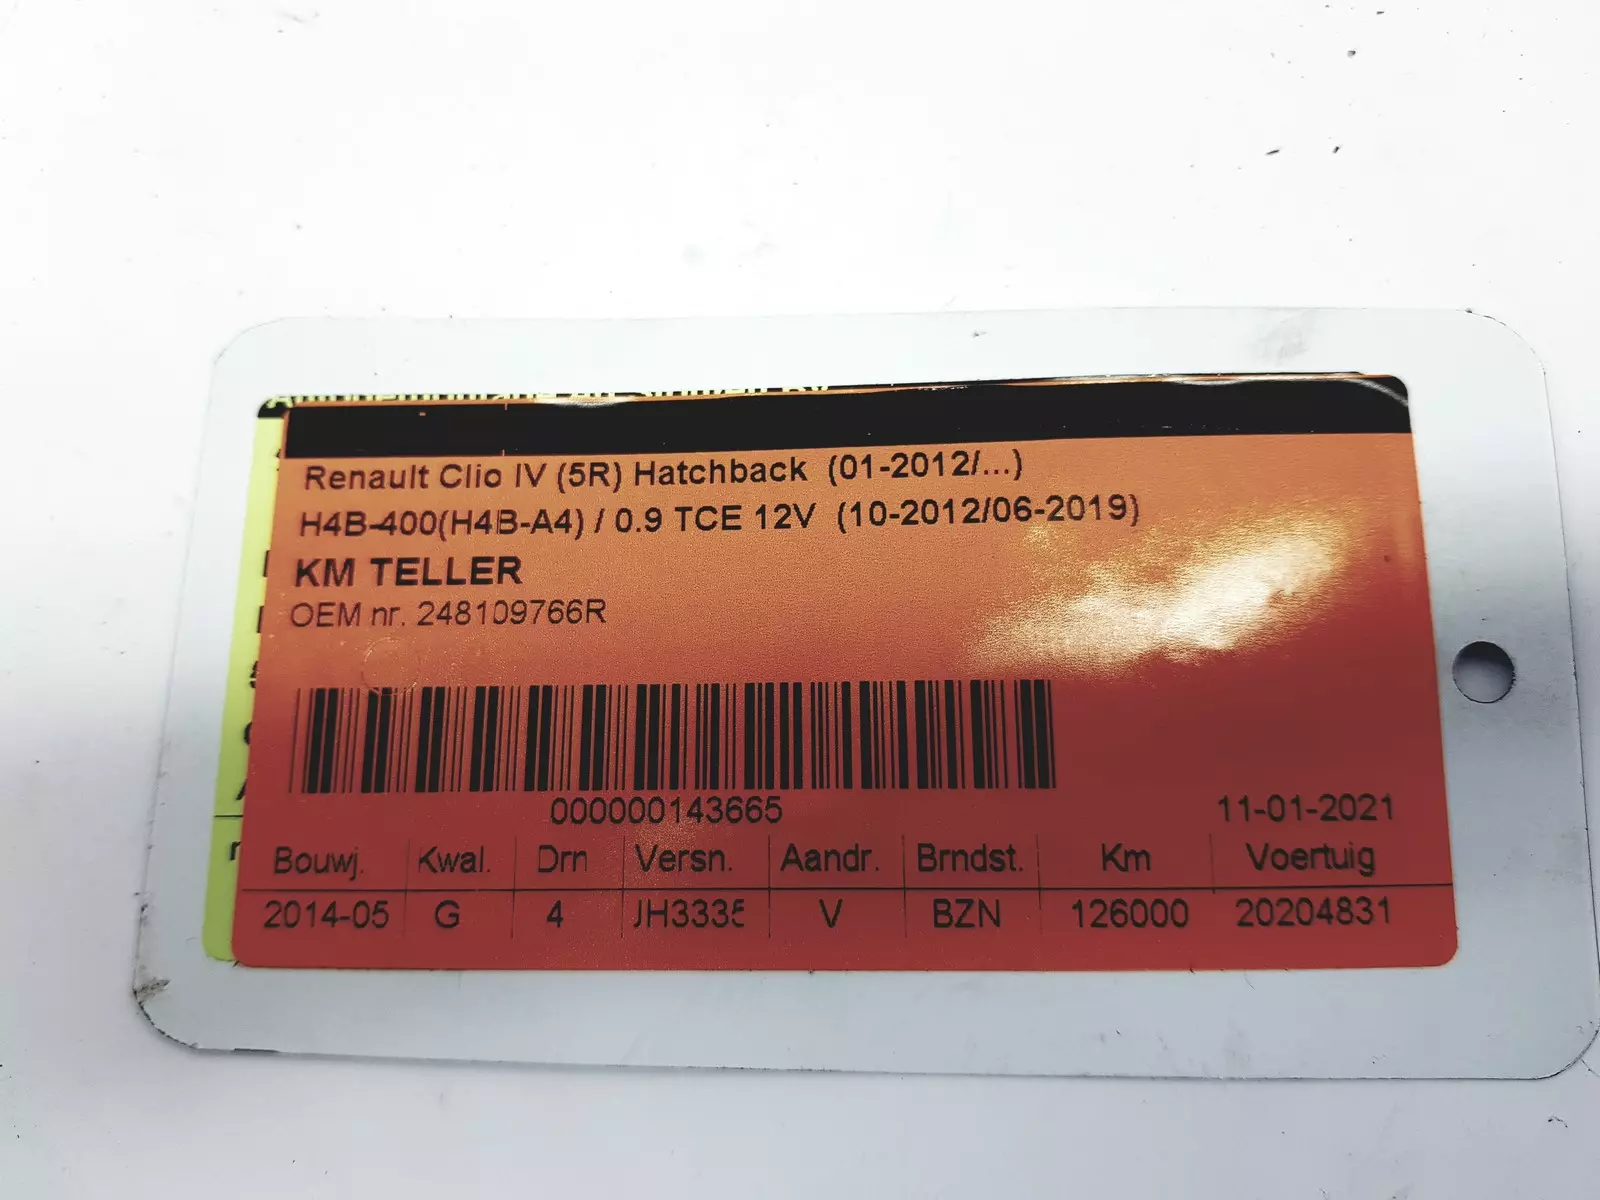 Renault Clio IV (5R) Hatchback (01-2012/...)
H4B-400(H4B-A4) / 0.9 TCE 12V (10-2012/06-2019)
KM TELLER
OEM nr. 248109766R
000000143665
11-01-2021
Bouwj. Kwal. Drn Versn. Aandr. Brndst. Km Voertuig
2014-05 G 4 JH3335 V BZN 126000 20204831